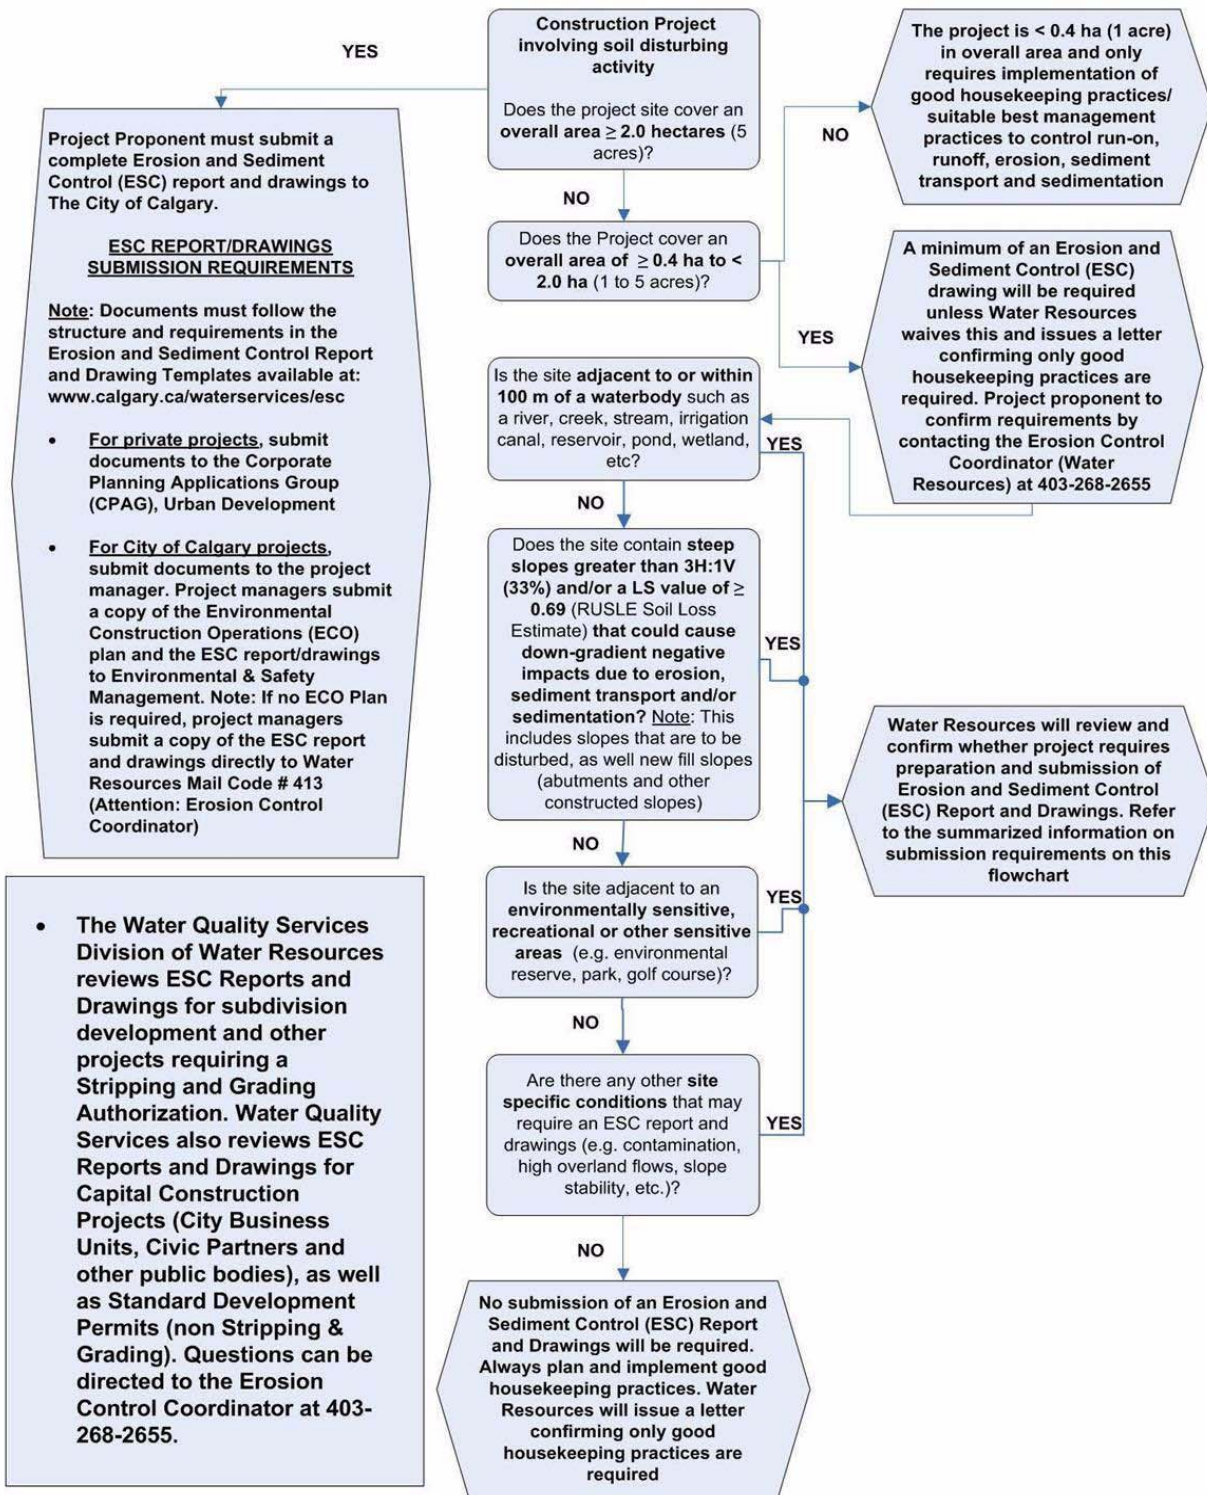 Construction Project
involving soil disturbing
activity
Does the project site cover an
overall area ≥ 2.0 hectares (5
acres)?
YES
NO
Project Proponent must submit a
complete Erosion and Sediment
Control (ESC) report and drawings to
The City of Calgary.
ESC REPORT/DRAWINGS
SUBMISSION REQUIREMENTS
Note: Documents must follow the
structure and requirements in the
Erosion and Sediment Control Report
and Drawing Templates available at:
www.calgary.ca/waterservices/esc
• For private projects, submit
documents to the Corporate
Planning Applications Group
(CPAG), Urban Development
• For City of Calgary projects,
submit documents to the project
manager. Project managers submit
a copy of the Environmental
Construction Operations (ECO)
plan and the ESC report/drawings
to Environmental & Safety
Management. Note: If no ECO Plan
is required, project managers
submit a copy of the ESC report
and drawings directly to Water
Resources Mail Code # 413
(Attention: Erosion Control
Coordinator)
Does the Project cover an
overall area of ≥ 0.4 ha to <
2.0 ha (1 to 5 acres)?
NO
The project is < 0.4 ha (1 acre)
in overall area and only
requires implementation of
good housekeeping practices/
suitable best management
practices to control run-on,
runoff, erosion, sediment
transport and sedimentation
YES
A minimum of an Erosion and
Sediment Control (ESC)
drawing will be required
unless Water Resources
waives this and issues a letter
confirming only good
housekeeping practices are
required. Project proponent to
confirm requirements by
contacting the Erosion Control
Coordinator (Water
Resources) at 403-268-2655
Is the site adjacent to or within
100 m of a waterbody such as
a river, creek, stream, irrigation
canal, reservoir, pond, wetland,
etc?
YES
NO
Does the site contain steep
slopes greater than 3H:1V
(33%) and/or a LS value of ≥
0.69 (RUSLE Soil Loss
Estimate) that could cause
down-gradient negative
impacts due to erosion,
sediment transport and/or
sedimentation? Note: This
includes slopes that are to be
disturbed, as well new fill slopes
(abutments and other
constructed slopes)
YES
NO
Water Resources will review and
confirm whether project requires
preparation and submission of
Erosion and Sediment Control
(ESC) Report and Drawings. Refer
to the summarized information on
submission requirements on this
flowchart
Is the site adjacent to an
environmentally sensitive,
recreational or other sensitive
areas (e.g. environmental
reserve, park, golf course)?
YES
NO
Are there any other site
specific conditions that may
require an ESC report and
drawings (e.g. contamination,
high overland flows, slope
stability, etc.)?
YES
NO
No submission of an Erosion and
Sediment Control (ESC) Report
and Drawings will be required.
Always plan and implement good
housekeeping practices. Water
Resources will issue a letter
confirming only good
housekeeping practices are
required
• The Water Quality Services
Division of Water Resources
reviews ESC Reports and
Drawings for subdivision
development and other
projects requiring a
Stripping and Grading
Authorization. Water Quality
Services also reviews ESC
Reports and Drawings for
Capital Construction
Projects (City Business
Units, Civic Partners and
other public bodies), as well
as Standard Development
Permits (non Stripping &
Grading). Questions can be
directed to the Erosion
Control Coordinator at 403-
268-2655.